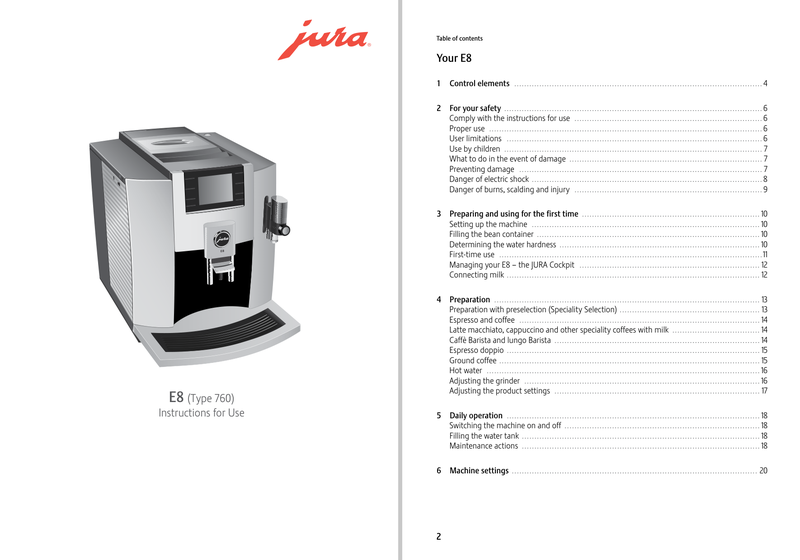 jura
jura
E8
E8 (Type 760)
Instructions for Use
Table of contents
Your E8
1 Control elements 4
2 For your safety 6
Comply with the instructions for use 6
Proper use 6
User limitations 6
Use by children 7
What to do in the event of damage 7
Preventing damage 7
Danger of electric shock 8
Danger of burns, scalding and injury 9
3 Preparing and using for the first time 10
Setting up the machine 10
Filling the bean container 10
Determining the water hardness 10
First-time use 11
Managing your E8 – the JURA Cockpit 12
Connecting milk 12
4 Preparation 13
Preparation with preselection (Speciality Selection) 13
Espresso and coffee 14
Latte macchiato, cappuccino and other speciality coffees with milk 14
Caffè Barista and lungo Barista 14
Espresso doppio 15
Ground coffee 15
Hot water 16
Adjusting the grinder 16
Adjusting the product settings 17
5 Daily operation 18
Switching the machine on and off 18
Filling the water tank 18
Maintenance actions 18
6 Machine settings 20
2